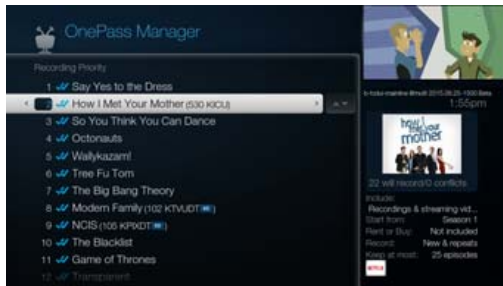 OnePass Manager
Recording Priority
1 Say Yes to the Dress
2 How I Met Your Mother (530 KICU)
3 So You Think You Can Dance
4 Octonauts
5 Wallykazam!
6 Tree Fu Tom
7 The Big Bang Theory
8 Modern Family (102 KTVUDT)
9 NCIS (105 KPIXDT)
10 The Blacklist
11 Game of Thrones
12 Transparent
1:55pm
how i met your mother
22 will record/0 conflicts
Include:
Recordings & streaming vid...
Start from: Season 1
Rent or Buy: Not included
Record: New & repeats
Keep at most: 25 episodes
NETFLIX